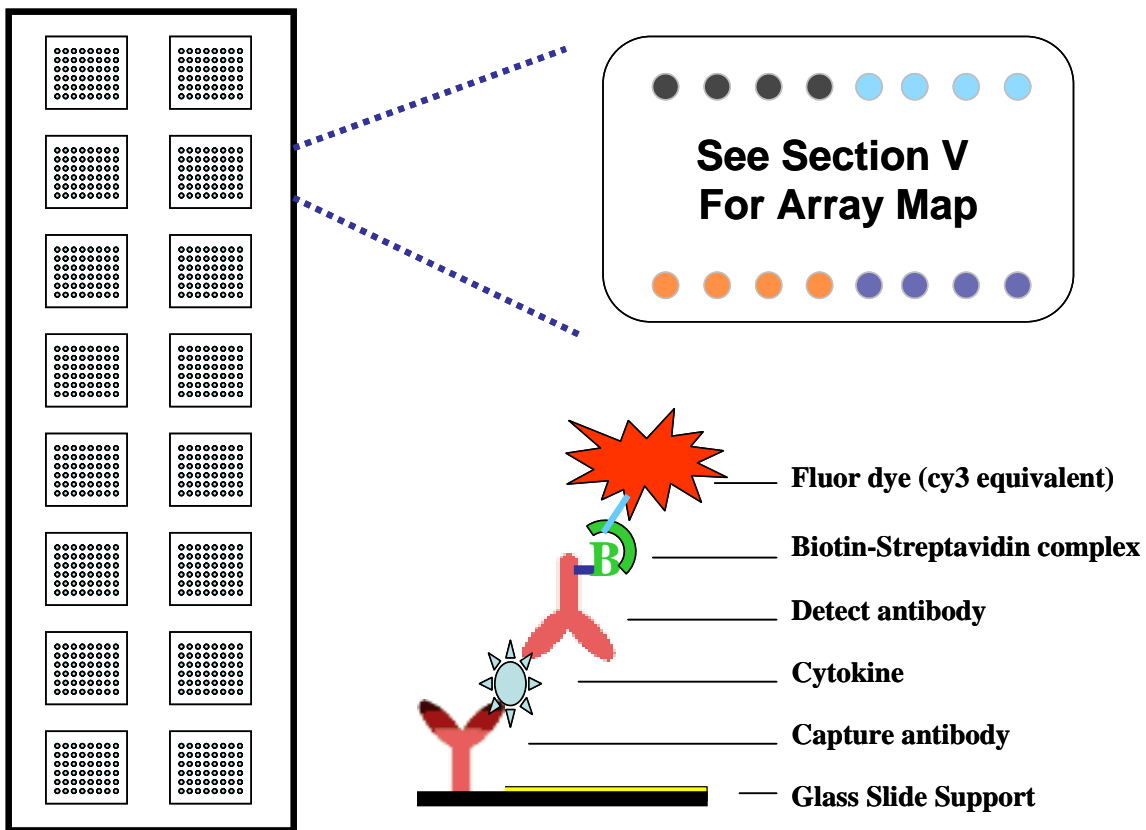 See Section V
For Array Map
Fluor dye (cy3 equivalent)
Biotin-Streptavidin complex
B
Detect antibody
Cytokine
Capture antibody
Glass Slide Support